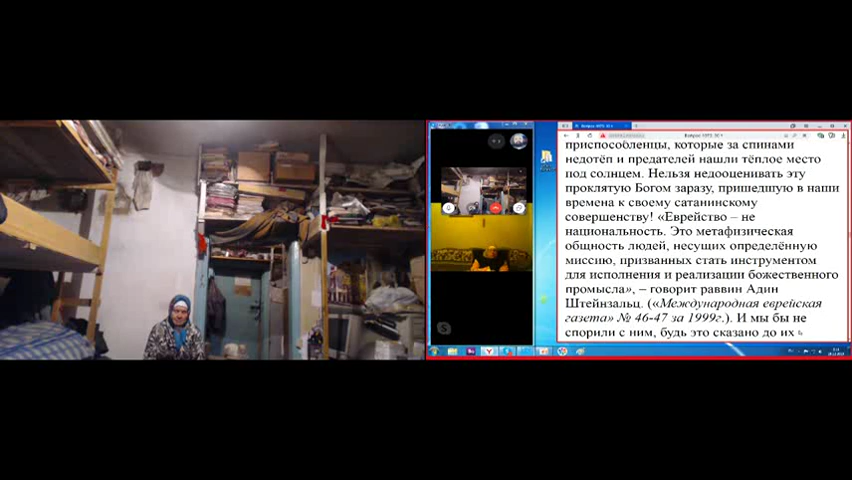 Вопрос 1073. 50 т
приспособленцы, которые за спинами
недотёп и предателей нашли тёплое место
под солнцем. Нельзя недооценивать эту
проклятую Богом заразу, пришедшую в наши
времена к своему сатанинскому
совершенству! «Еврейство – не
национальность. Это метафизическая
общность людей, несущих определённую
миссию, призванных стать инструментом
для исполнения и реализации божественного
промысла», – говорит раввин Адин
Штейнзальц. («Международная еврейская
газета» № 46-47 за 1999г.). И мы бы не
спорили с ним, будь это сказано до их